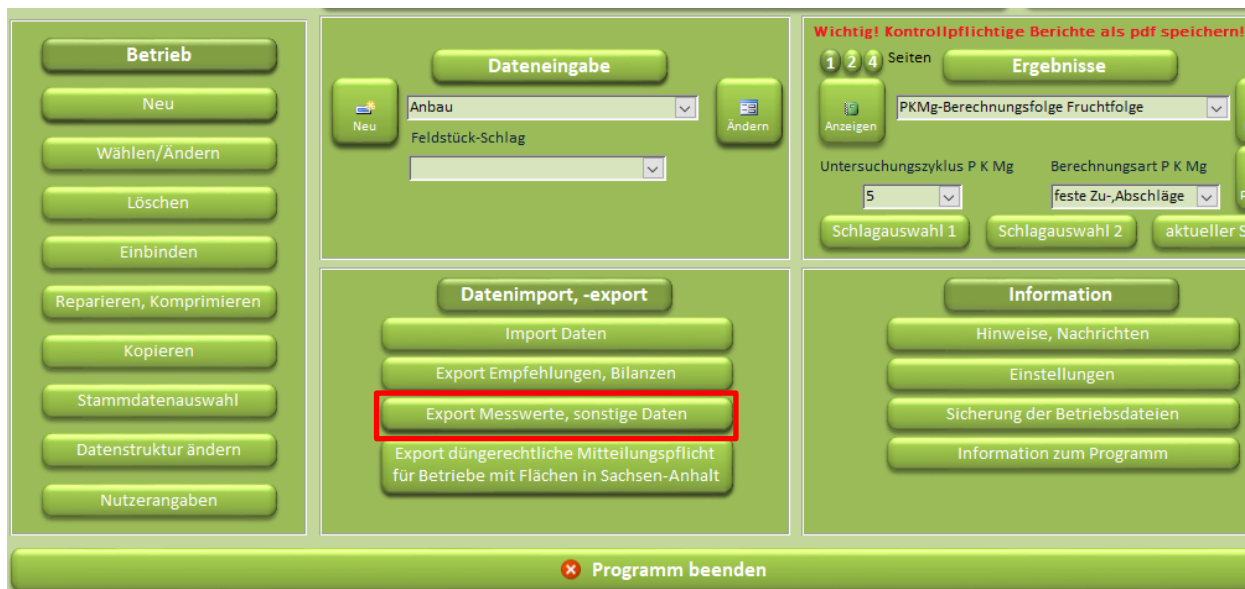 Betrieb
Neu
Wählen/Ändern
Löschen
Einbinden
Reparieren, Komprimieren
Kopieren
Stammdatenauswahl
Datenstruktur ändern
Nutzerangaben
Dateneingabe
Neu
Anbau
Ändern
Feldstück-Schlag
Wichtig! Kontrollpflichtige Berichte als pdf speichern!
1 2 4 Seiten
Ergebnisse
Anzeigen
PKMg-Berechnungsfolge Fruchtfolge
Untersuchungszyklus P K Mg
Berechnungsart P K Mg
5
feste Zu-,Abschläge
Schlagauswahl 1
Schlagauswahl 2
aktueller
Datenimport, -export
Import Daten
Export Empfehlungen, Bilanzen
Export Messwerte, sonstige Daten
Export düngerechtliche Mitteilungspflicht
für Betriebe mit Flächen in Sachsen-Anhalt
Information
Hinweise, Nachrichten
Einstellungen
Sicherung der Betriebsdateien
Information zum Programm
Programm beenden